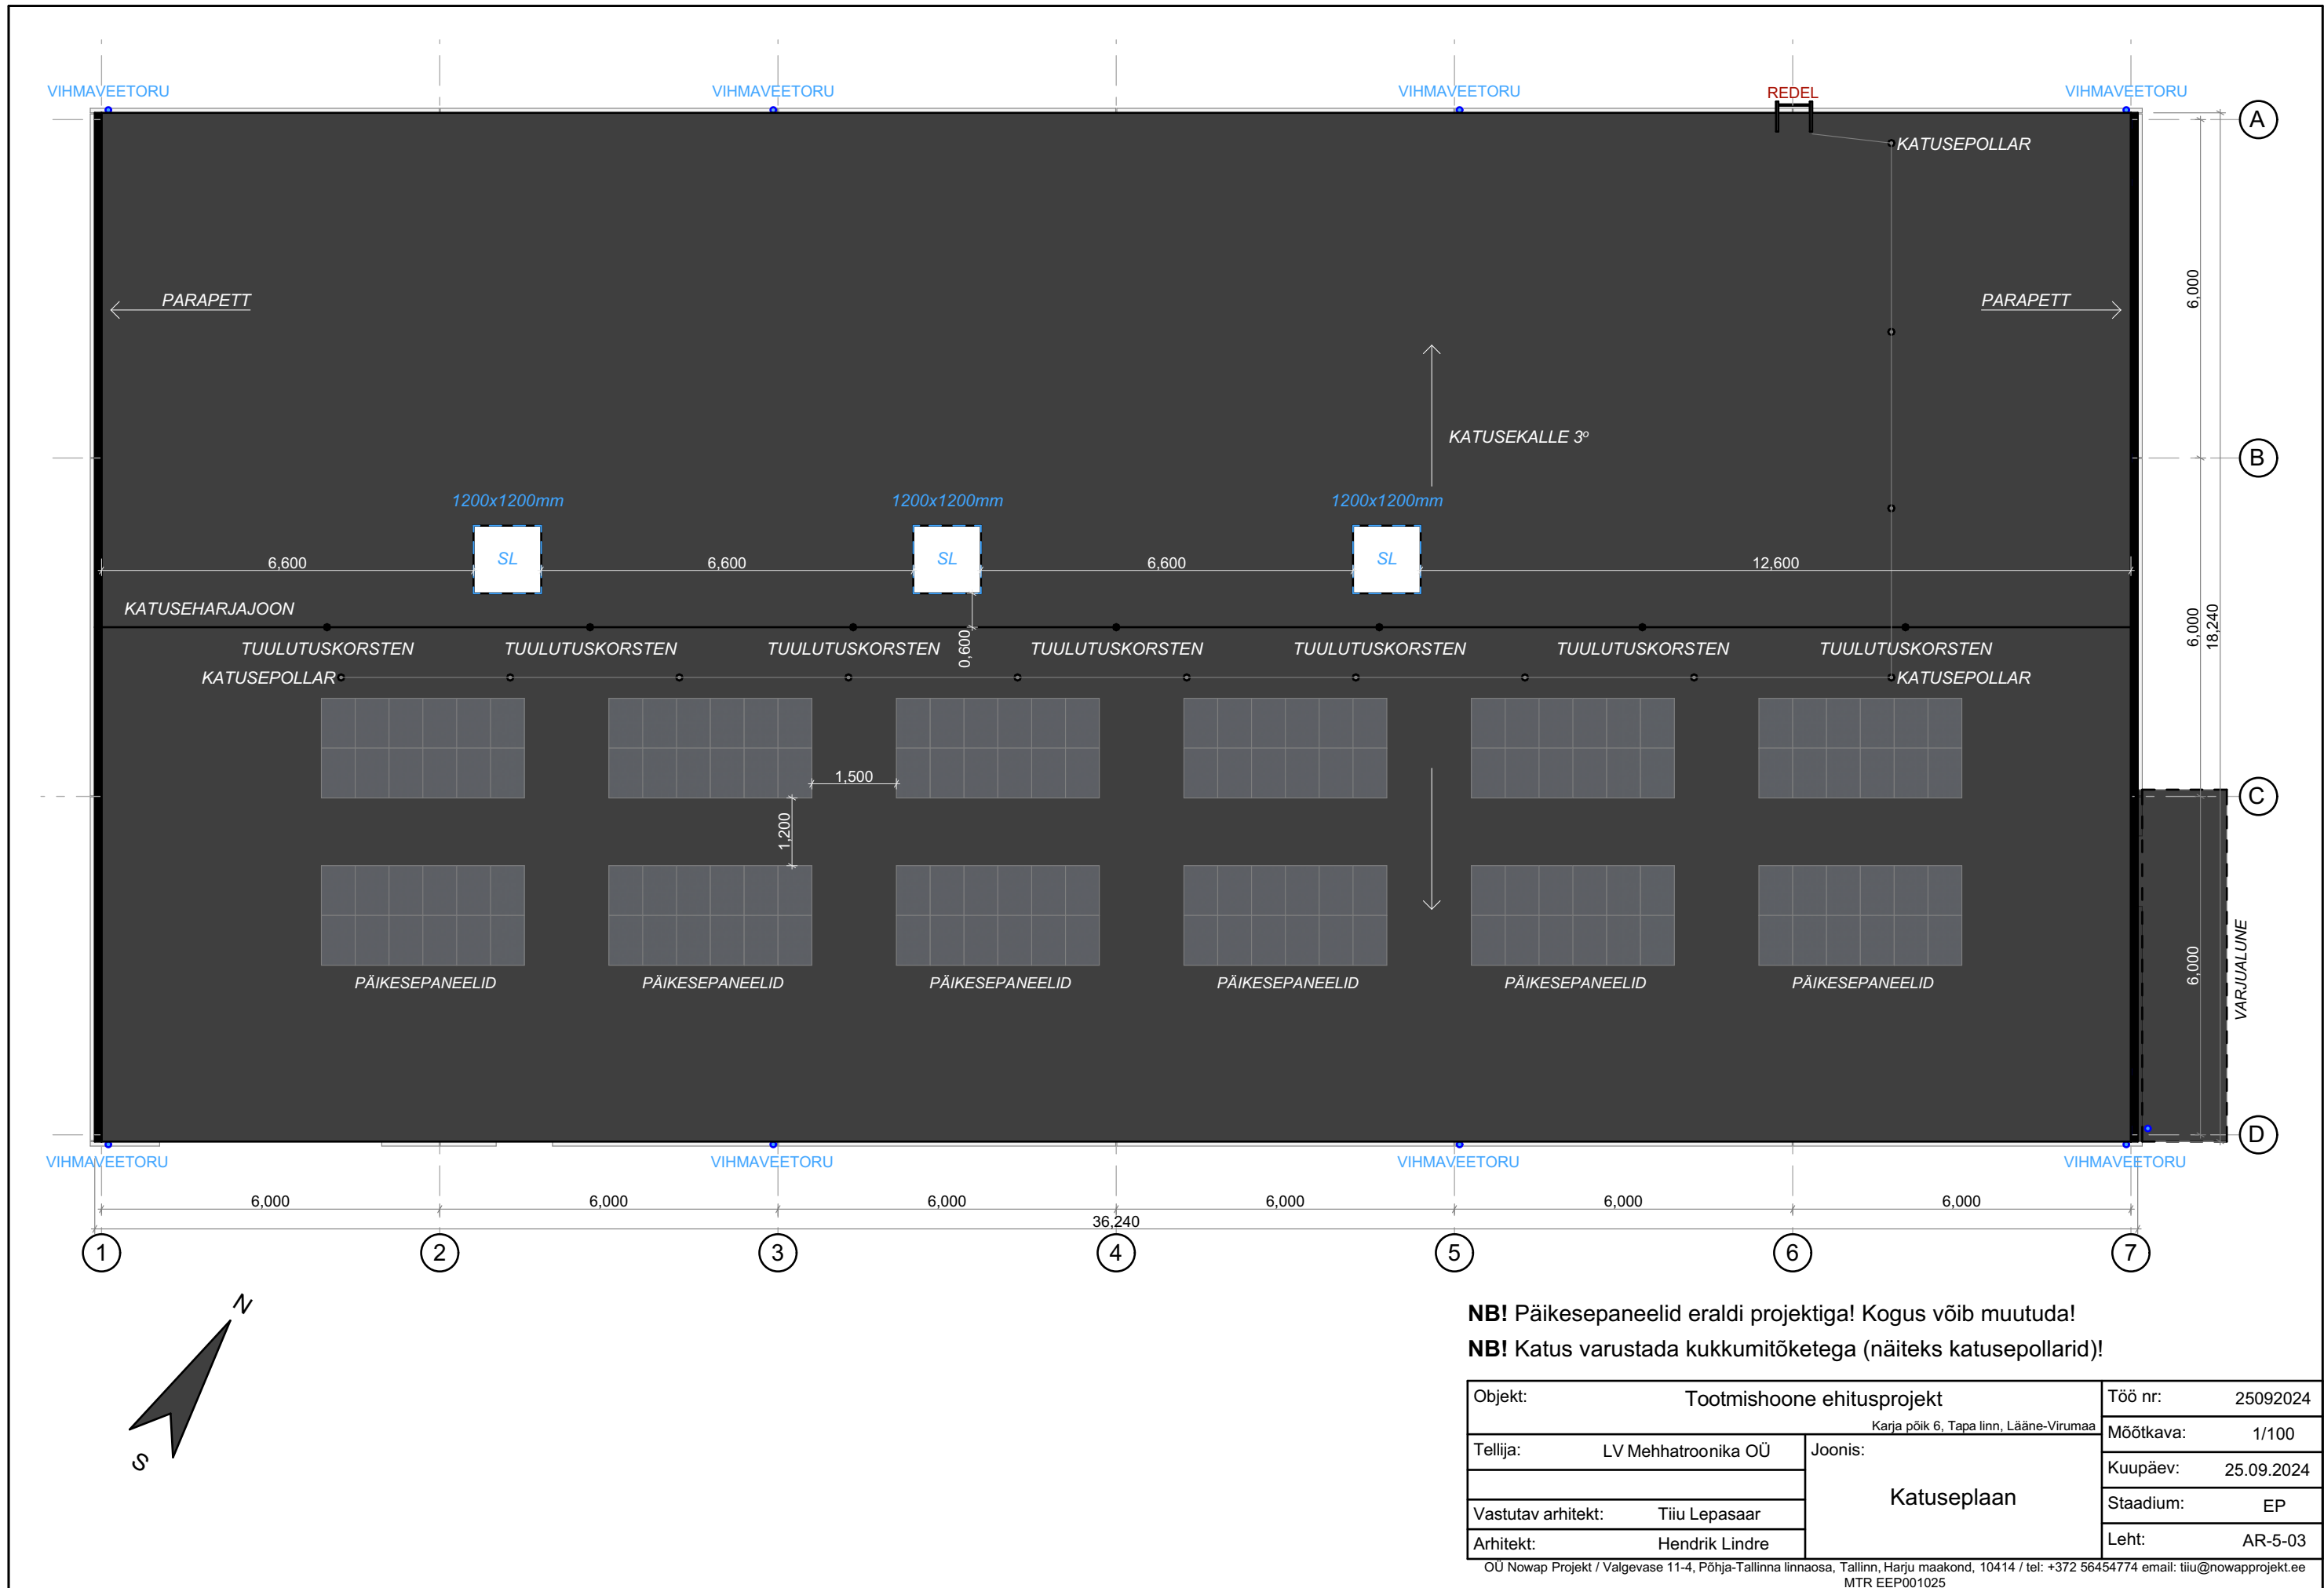 VIHMAVEETORU
VIHMAVEETORU
VIHMAVEETORU
REDEL
VIHMAVEETORU
A
KATUSEPOLLAR
PARAPETT
PARAPETT
6,000
KATUSEKALLE 3º
B
1200x1200mm
1200x1200mm
1200x1200mm
6,600
SL
6,600
SL
6,600
SL
12,600
KATUSEHARJAJOON
6,000
18,240
0,600
TUULUTUSKORSTEN
TUULUTUSKORSTEN
TUULUTUSKORSTEN
TUULUTUSKORSTEN
TUULUTUSKORSTEN
TUULUTUSKORSTEN
TUULUTUSKORSTEN
KATUSEPOLLAR
KATUSEPOLLAR
1,500
C
1,200
6,000
VARJUALUNE
PÄIKESEPANEELID
PÄIKESEPANEELID
PÄIKESEPANEELID
PÄIKESEPANEELID
PÄIKESEPANEELID
PÄIKESEPANEELID
D
VIHMAVEETORU
VIHMAVEETORU
VIHMAVEETORU
VIHMAVEETORU
6,000
6,000
6,000
6,000
6,000
6,000
36,240
1
2
3
4
5
6
7
N
S
NB! Päikesepaneelid eraldi projektiga! Kogus võib muutuda!
NB! Katus varustada kukkumitõketega (näiteks katusepollarid)!
Objekt: Tootmishoone ehitusprojekt
Karja põik 6, Tapa linn, Lääne-Virumaa
Töö nr: 25092024
Mõõtkava: 1/100
Tellija: LV Mehhatroonika OÜ
Joonis:
Katuseplaan
Kuupäev: 25.09.2024
Staadium: EP
Vastutav arhitekt: Tiiu Lepasaar
Arhitekt: Hendrik Lindre
Leht: AR-5-03
OÜ Nowap Projekt / Valgevase 11-4, Põhja-Tallinna linnaosa, Tallinn, Harju maakond, 10414 / tel: +372 56454774 email: tiiu@nowapprojekt.ee
MTR EEP001025